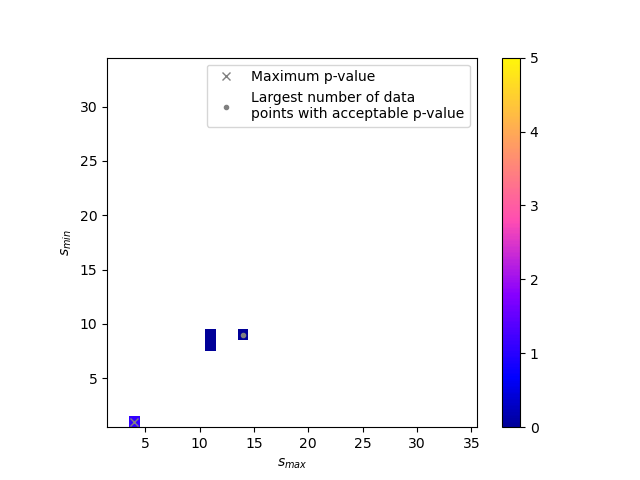 Maximum p-value
Largest number of data
points with acceptable p-value
30
25
20
15
10
5
s_min
5 10 15 20 25 30 35
s_max
5
4
3
2
1
0